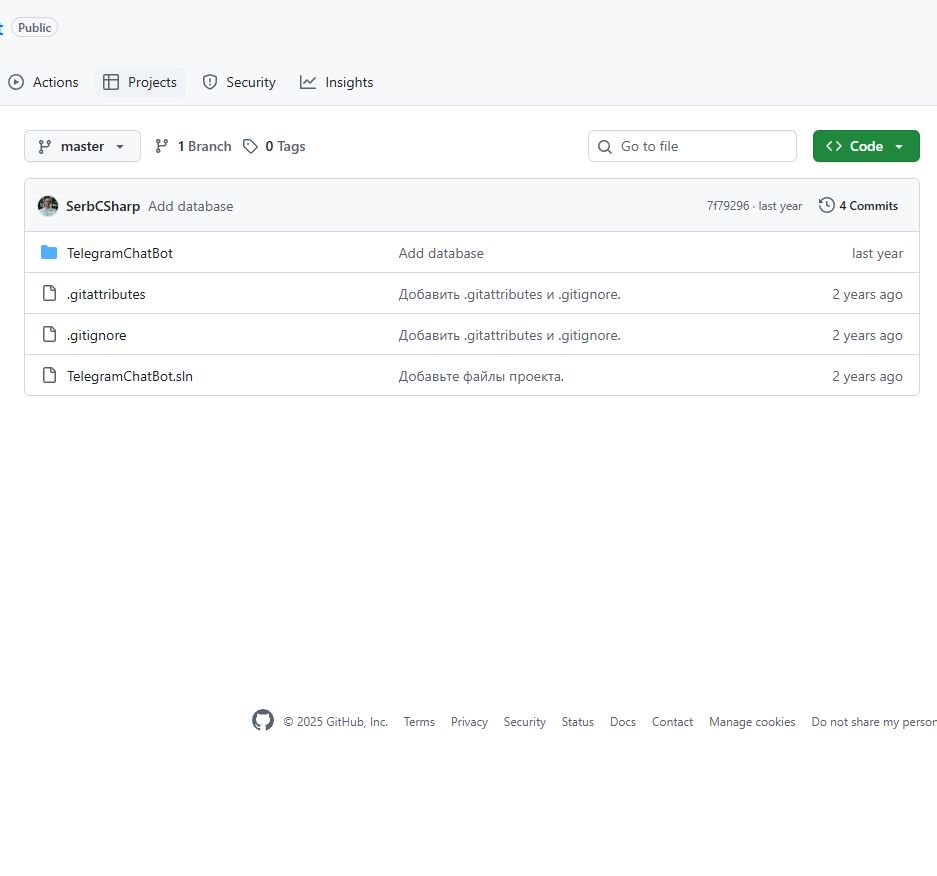 Public
Actions Projects Security Insights
master 1 Branch 0 Tags Go to file Code
SerbCSharp Add database 7f79296 · last year 4 Commits
TelegramChatBot Add database last year
.gitattributes Добавить .gitattributes и .gitignore. 2 years ago
.gitignore Добавить .gitattributes и .gitignore. 2 years ago
TelegramChatBot.sln Добавьте файлы проекта. 2 years ago
© 2025 GitHub, Inc. Terms Privacy Security Status Docs Contact Manage cookies Do not share my person